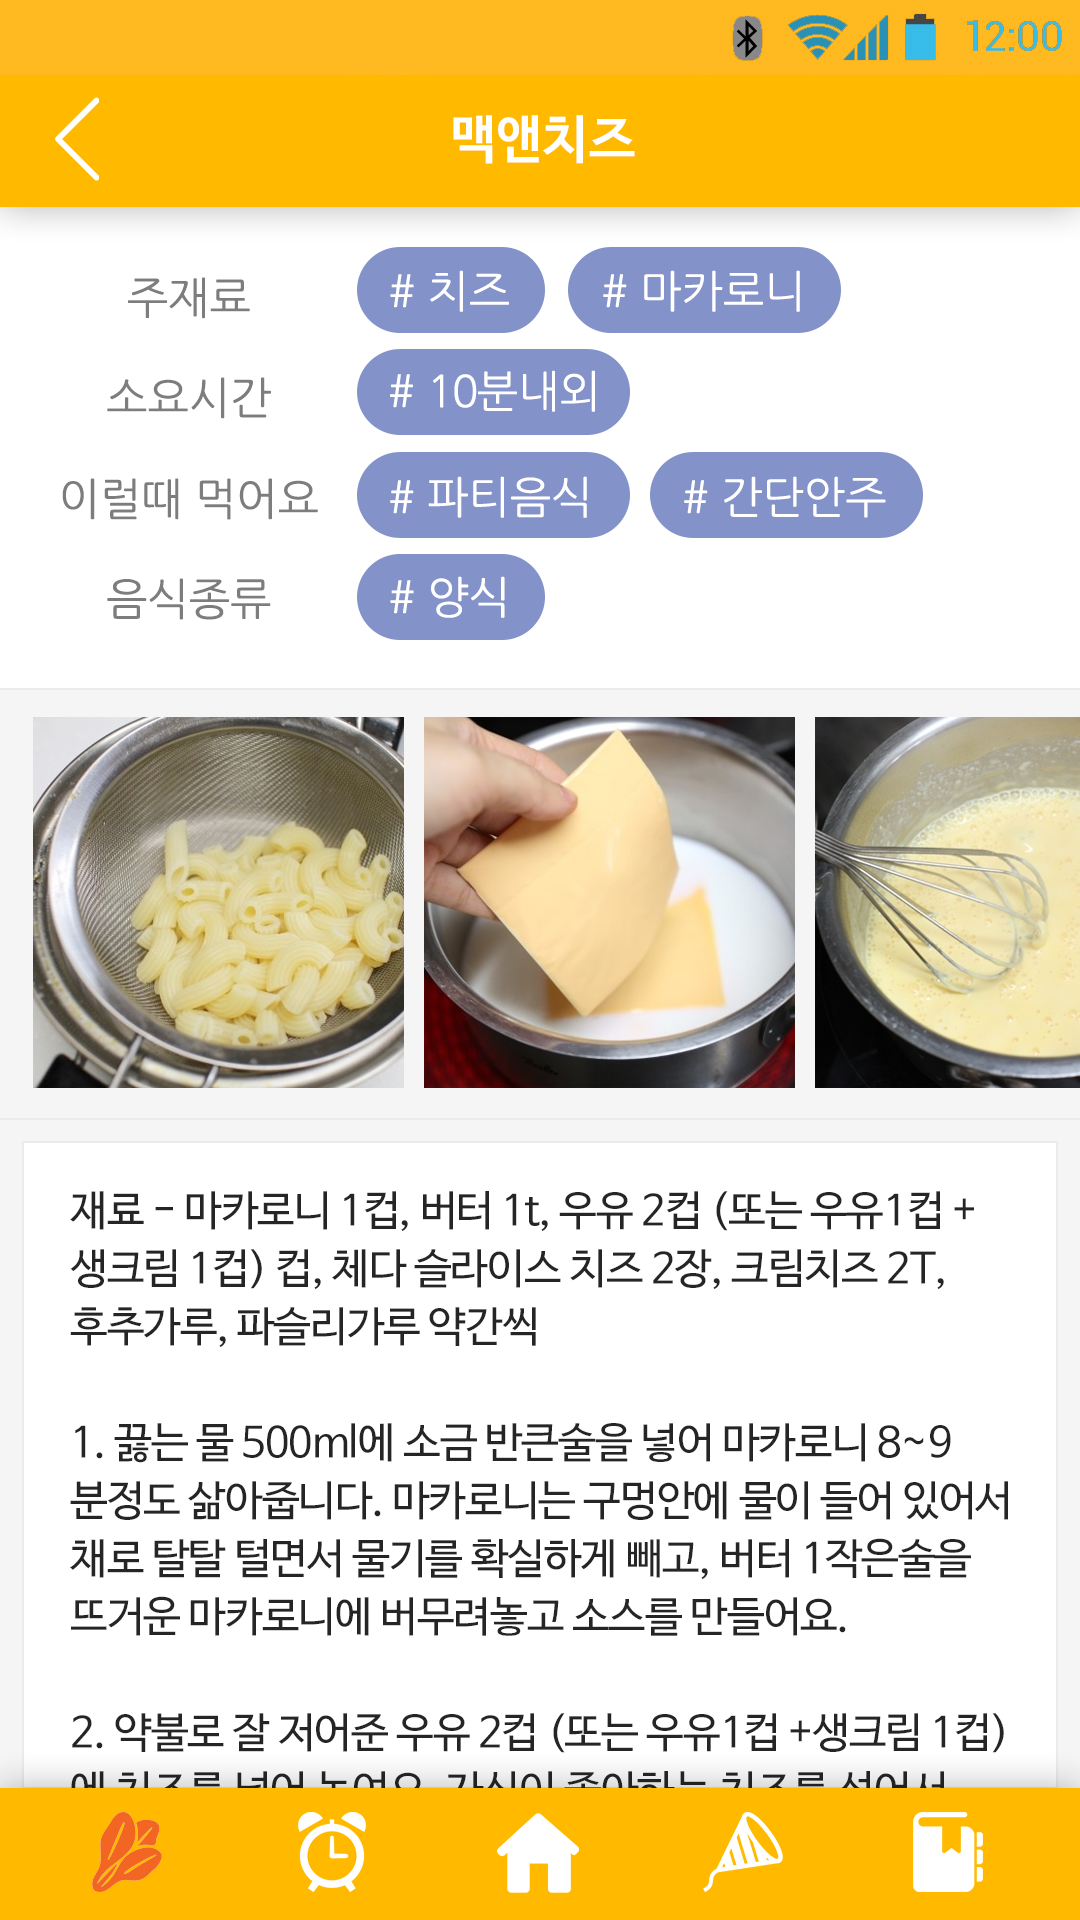 12:00
맥앤치즈
주재료 # 치즈 # 마카로니
소요시간 # 10분내외
이럴때 먹어요 # 파티음식 # 간단안주
음식종류 # 양식
재료 - 마카로니 1컵, 버터 1t, 우유 2컵 (또는 우유1컵 +
생크림 1컵) 컵, 체다 슬라이스 치즈 2장, 크림치즈 2T,
후추가루, 파슬리가루 약간씩
1. 끓는 물 500ml에 소금 반큰술을 넣어 마카로니 8~9
분정도 삶아줍니다. 마카로니는 구멍안에 물이 들어 있어서
채로 탈탈 털면서 물기를 확실하게 빼고, 버터 1작은술을
뜨거운 마카로니에 버무려놓고 소스를 만들어요.
2. 약불로 잘 저어준 우유 2컵 (또는 우유1컵 +생크림 1컵)